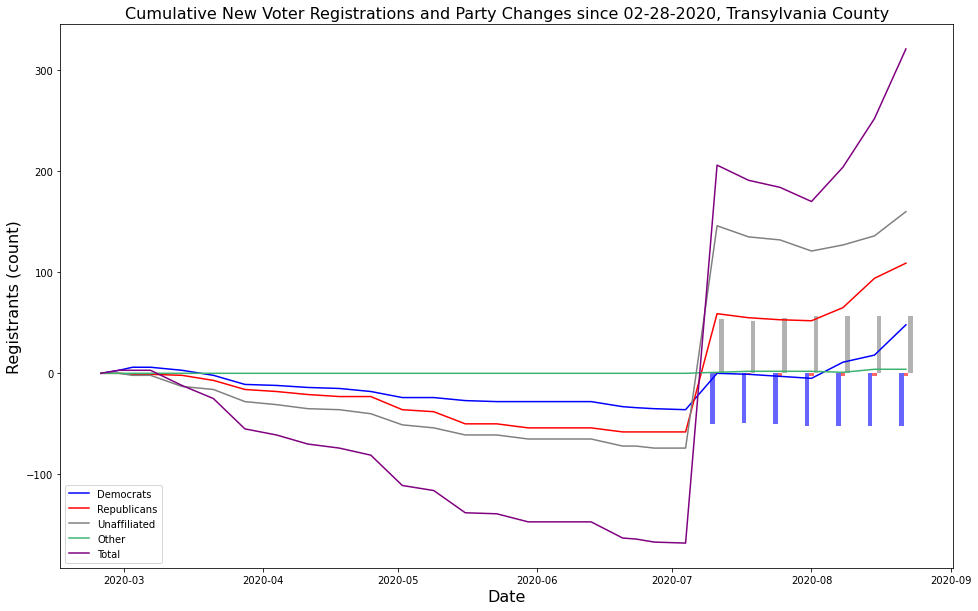 Cumulative New Voter Registrations and Party Changes since 02-28-2020, Transylvania County
Registrants (count)
300
200
100
0
−100
Democrats
Republicans
Unaffiliated
Other
Total
2020-03
2020-04
2020-05
2020-06
2020-07
2020-08
2020-09
Date